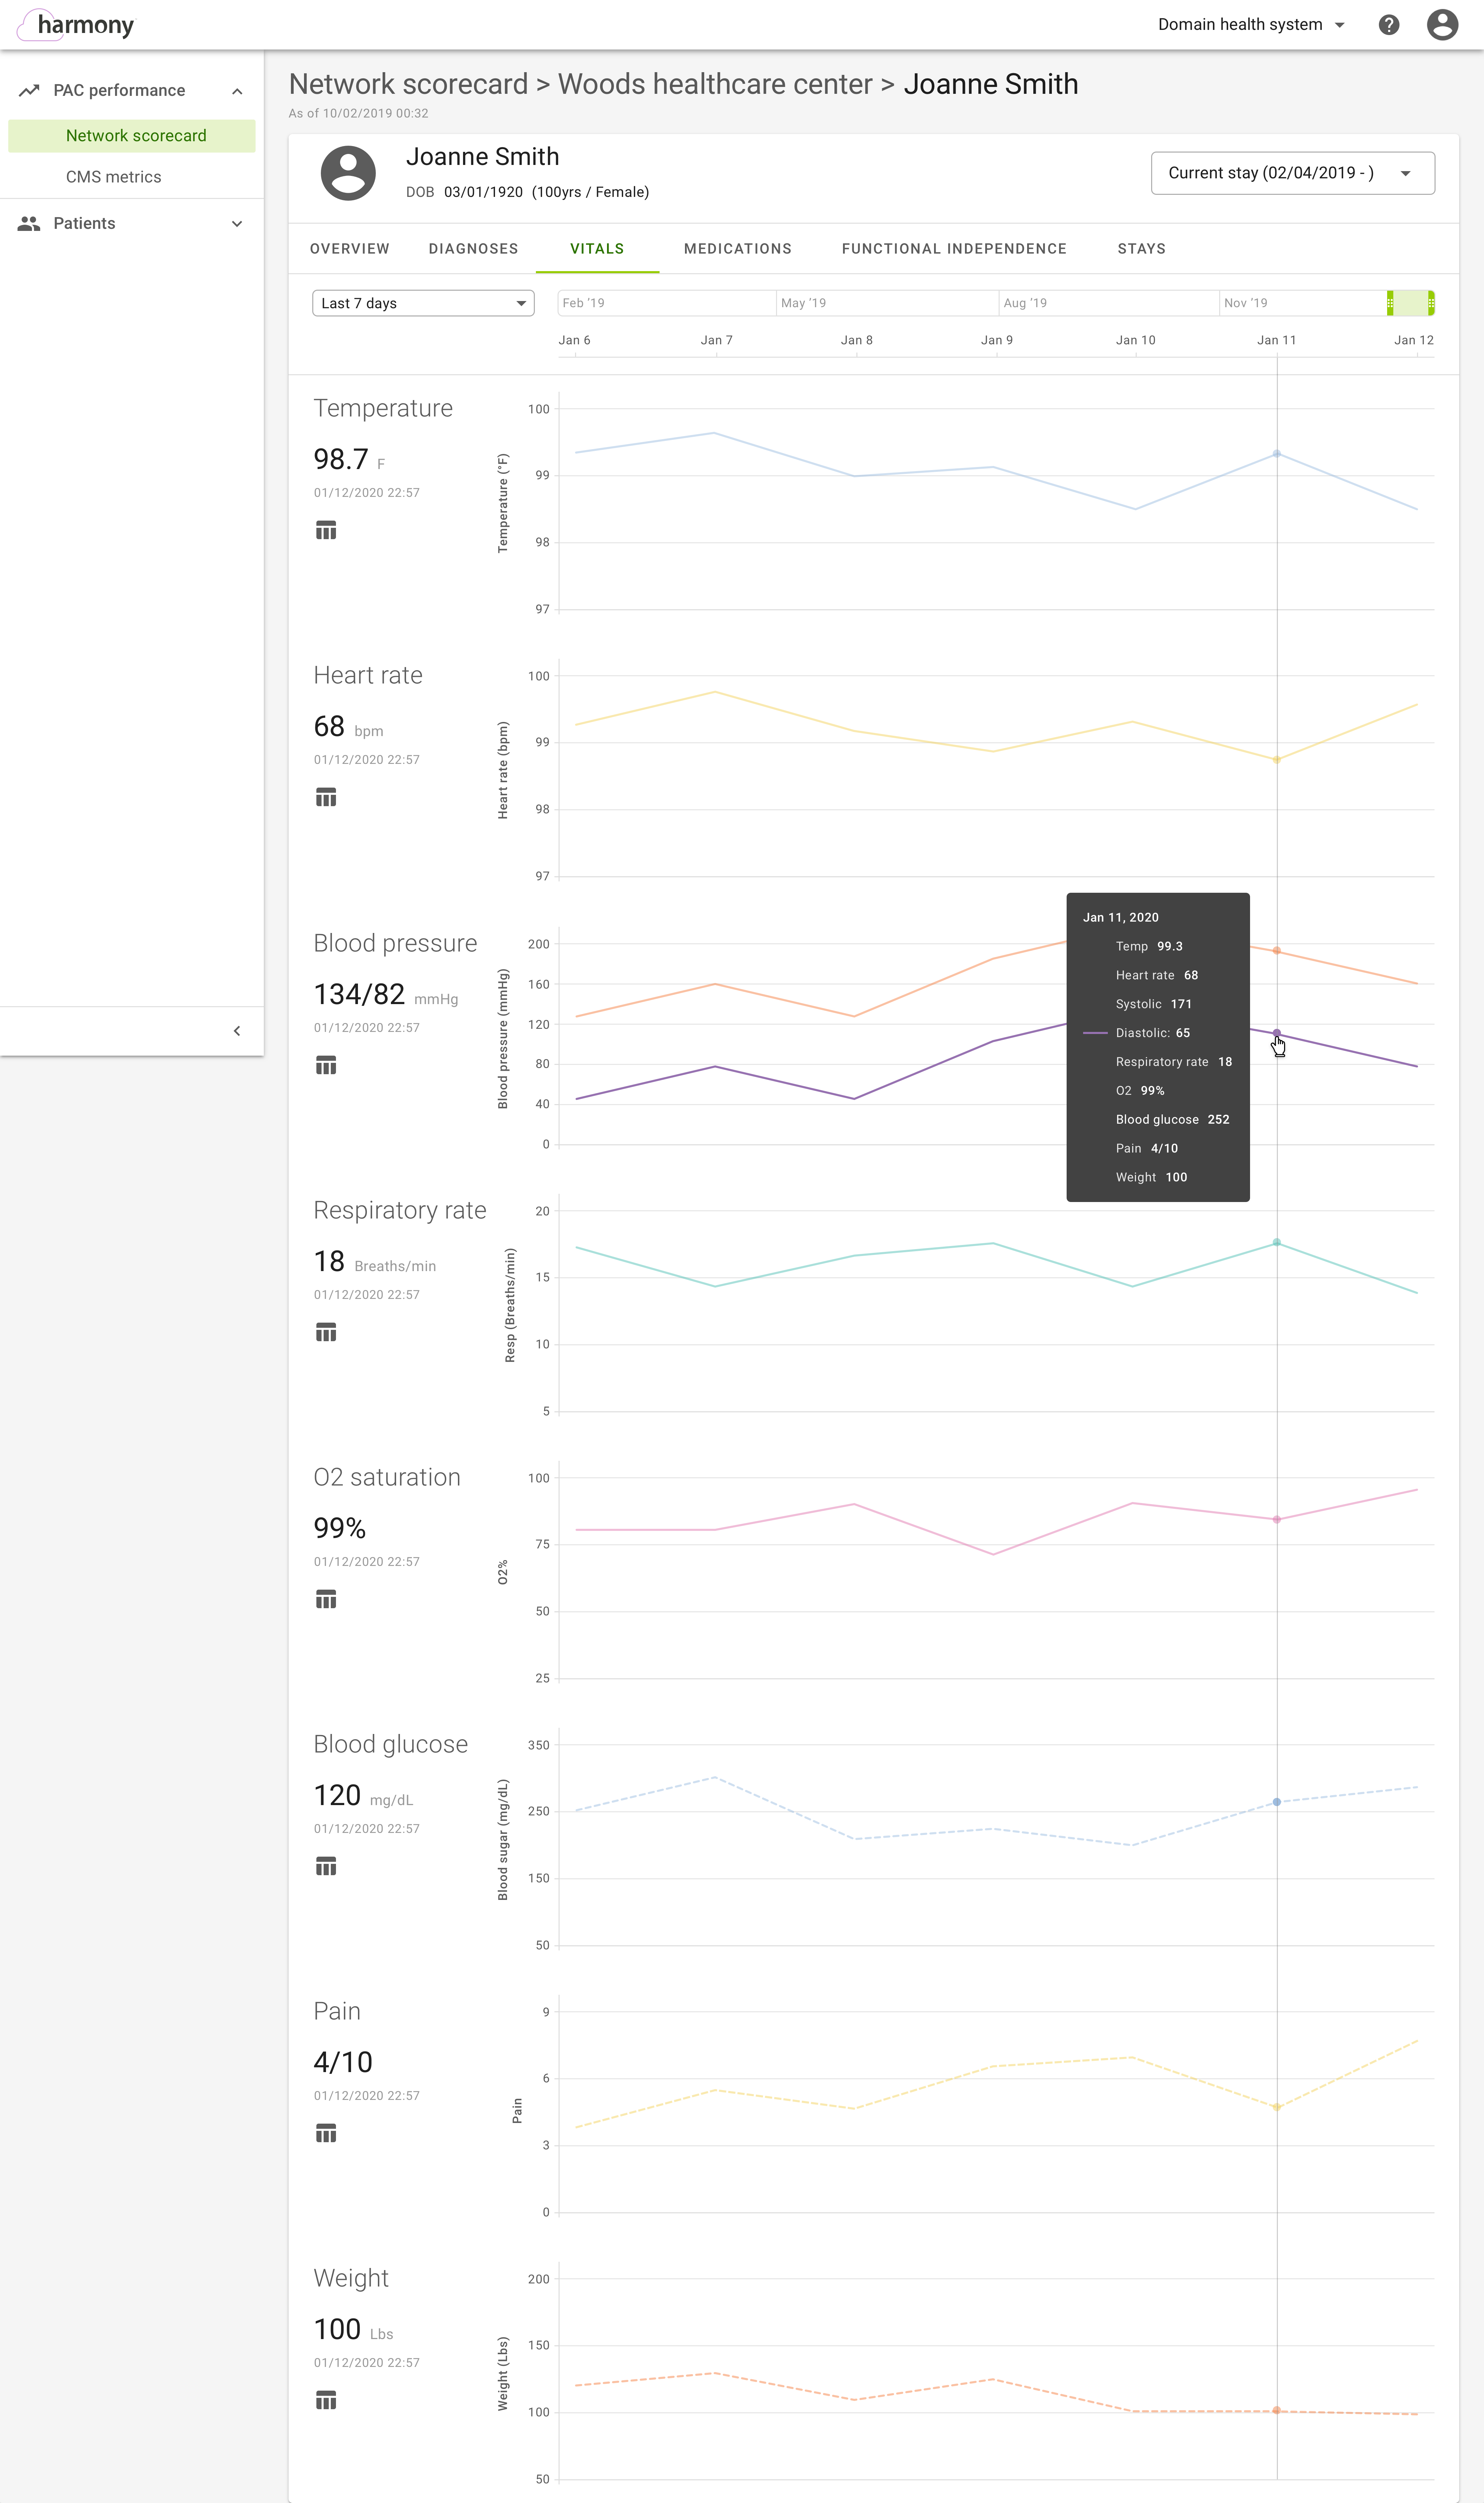 harmony
Domain health system
PAC performance
Network scorecard
CMS metrics
Patients
Network scorecard > Woods healthcare center > Joanne Smith
As of 10/02/2019 00:32
Joanne Smith
DOB 03/01/1920 (100yrs / Female)
Current stay (02/04/2019 - )
OVERVIEW DIAGNOSES VITALS MEDICATIONS FUNCTIONAL INDEPENDENCE STAYS
Last 7 days
Feb '19 May '19 Aug '19 Nov '19
Jan 6 Jan 7 Jan 8 Jan 9 Jan 10 Jan 11 Jan 12
Temperature
98.7 F
01/12/2020 22:57
Temperature (°F)
100
99
98
97
Heart rate
68 bpm
01/12/2020 22:57
Heart rate (bpm)
100
99
98
97
Blood pressure
134/82 mmHg
01/12/2020 22:57
Blood pressure (mmHg)
200
160
120
80
40
0
Jan 11, 2020
Temp 99.3
Heart rate 68
Systolic 171
Diastolic: 65
Respiratory rate 18
O2 99%
Blood glucose 252
Pain 4/10
Weight 100
Respiratory rate
18 Breaths/min
01/12/2020 22:57
Resp (Breaths/min)
20
15
10
5
O2 saturation
99%
01/12/2020 22:57
O2%
100
75
50
25
Blood glucose
120 mg/dL
01/12/2020 22:57
Blood sugar (mg/dL)
350
250
150
50
Pain
4/10
01/12/2020 22:57
Pain
9
6
3
0
Weight
100 Lbs
01/12/2020 22:57
Weight (Lbs)
200
150
100
50